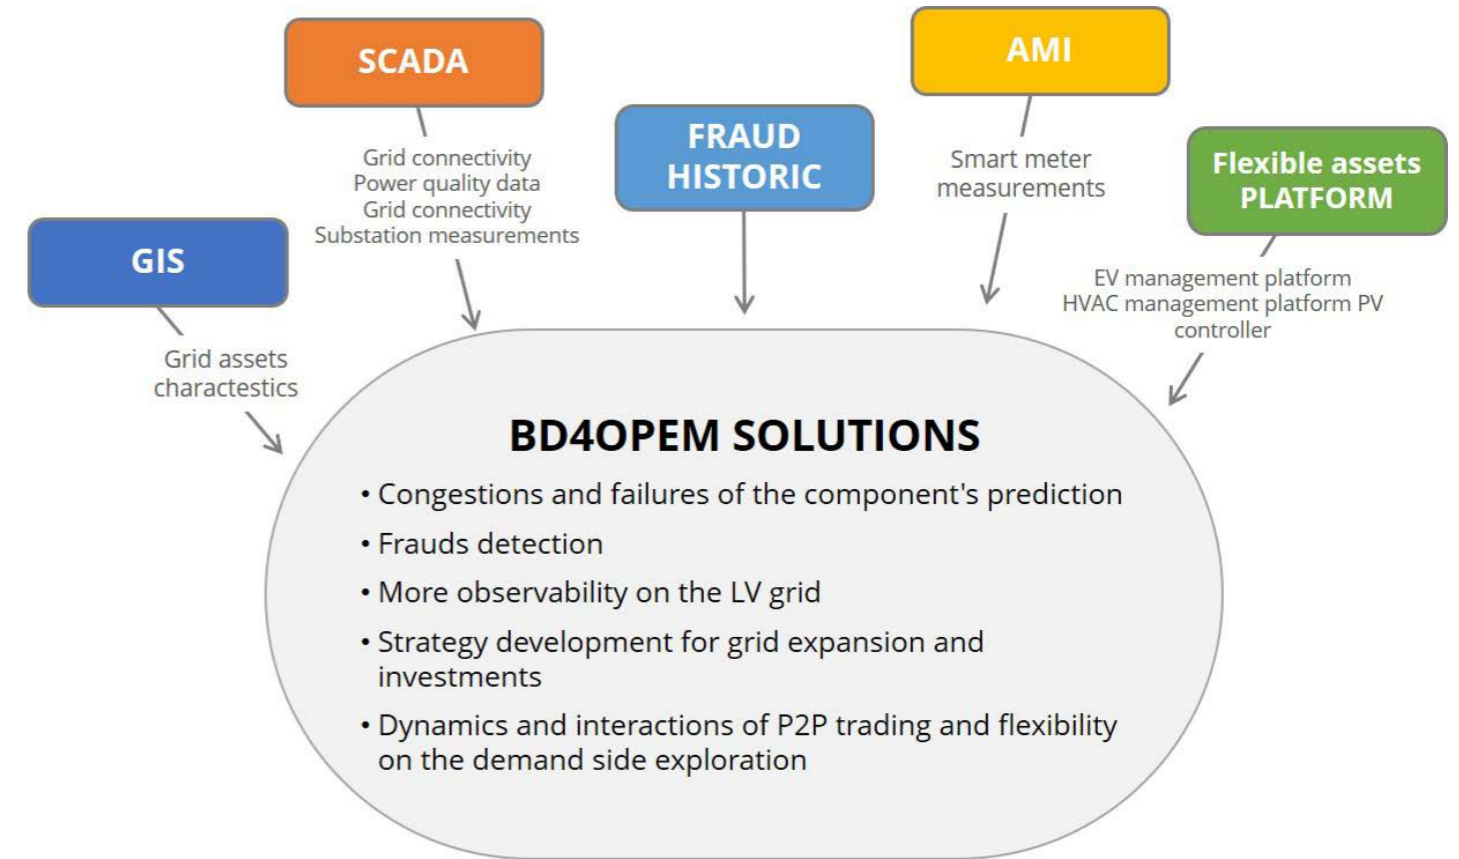 SCADA
Grid connectivity
Power quality data
Grid connectivity
Substation measurements
AMI
Smart meter
measurements
FRAUD
HISTORIC
Flexible assets
PLATFORM
EV management platform
HVAC management platform PV
controller
GIS
Grid assets
charactestics
BD4OPEM SOLUTIONS
• Congestions and failures of the component's prediction
• Frauds detection
• More observability on the LV grid
• Strategy development for grid expansion and
investments
• Dynamics and interactions of P2P trading and flexibility
on the demand side exploration